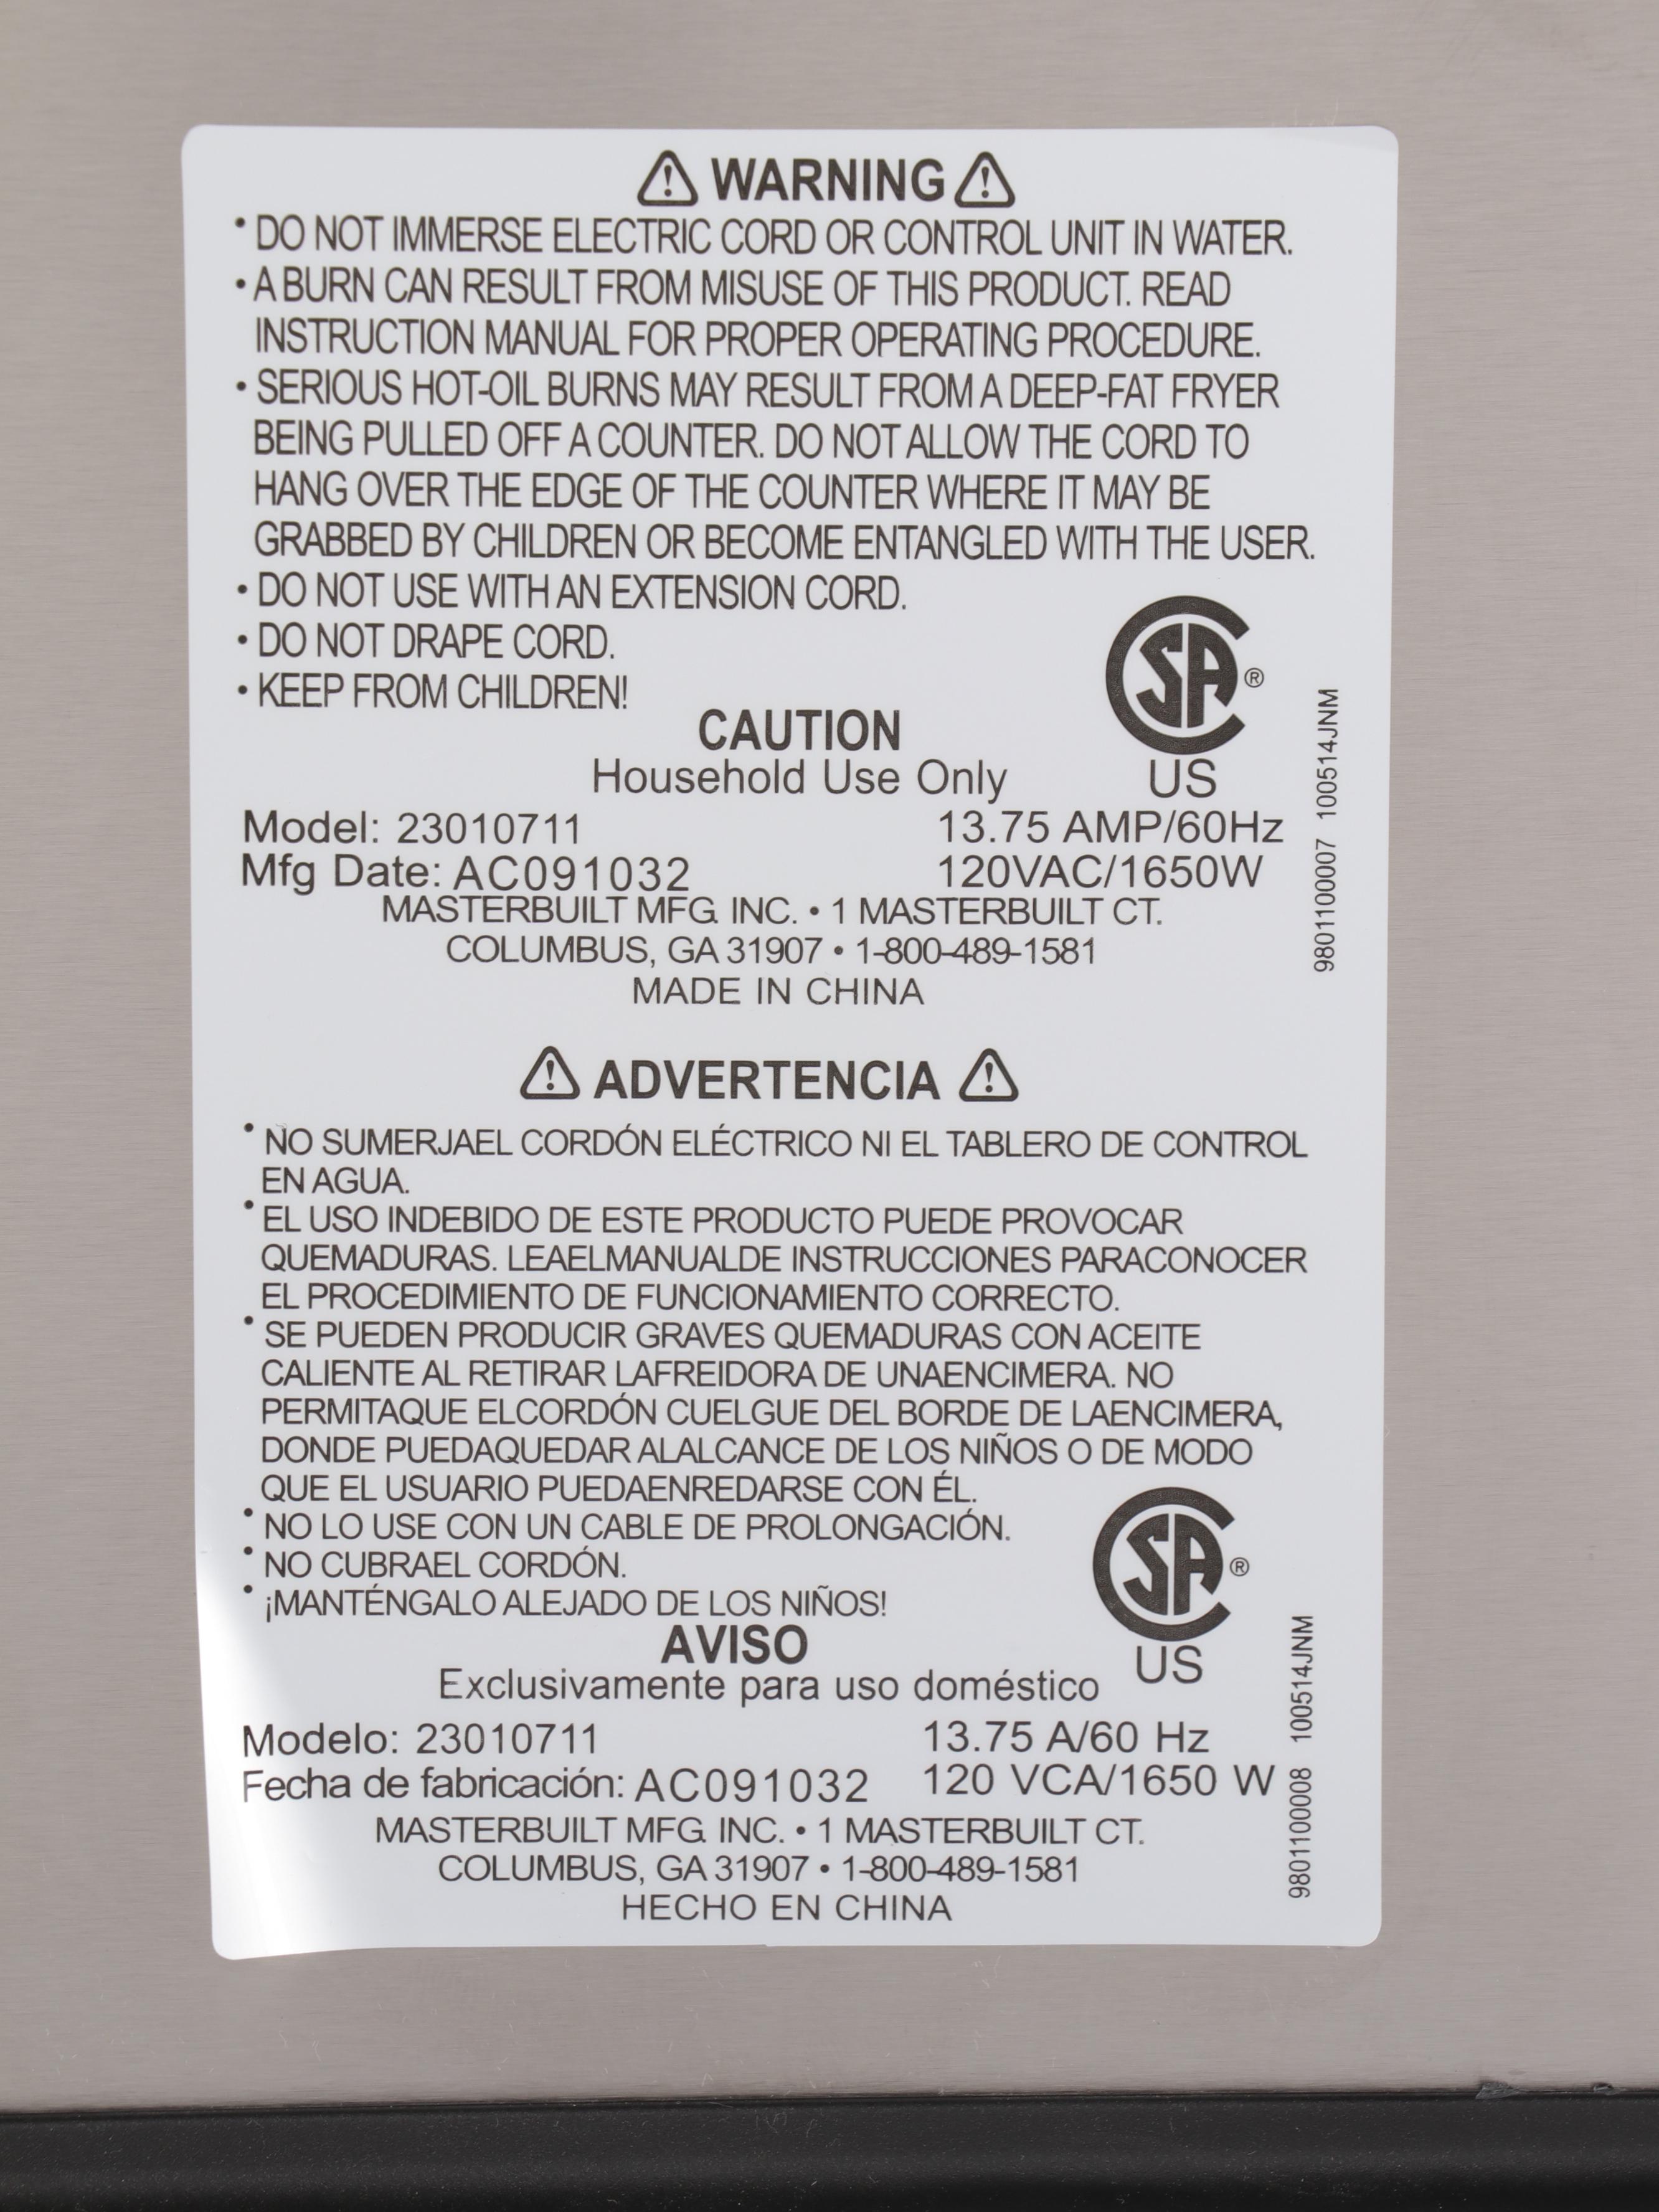 WARNING
• DO NOT IMMERSE ELECTRIC CORD OR CONTROL UNIT IN WATER.
• A BURN CAN RESULT FROM MISUSE OF THIS PRODUCT. READ
INSTRUCTION MANUAL FOR PROPER OPERATING PROCEDURE.
• SERIOUS HOT-OIL BURNS MAY RESULT FROM A DEEP-FAT FRYER
BEING PULLED OFF A COUNTER. DO NOT ALLOW THE CORD TO
HANG OVER THE EDGE OF THE COUNTER WHERE IT MAY BE
GRABBED BY CHILDREN OR BECOME ENTANGLED WITH THE USER.
• DO NOT USE WITH AN EXTENSION CORD.
• DO NOT DRAPE CORD.
• KEEP FROM CHILDREN!
CSA ®
US
CAUTION
Household Use Only
Model: 23010711 13.75 AMP/60Hz
Mfg Date: AC091032 120VAC/1650W
MASTERBUILT MFG. INC. • 1 MASTERBUILT CT.
COLUMBUS, GA 31907 • 1-800-489-1581
MADE IN CHINA
9801100007 100514JNM
ADVERTENCIA
• NO SUMERJAEL CORDÓN ELÉCTRICO NI EL TABLERO DE CONTROL
EN AGUA.
• EL USO INDEBIDO DE ESTE PRODUCTO PUEDE PROVOCAR
QUEMADURAS. LEAELMANUALDE INSTRUCCIONES PARACONOCER
EL PROCEDIMIENTO DE FUNCIONAMIENTO CORRECTO.
• SE PUEDEN PRODUCIR GRAVES QUEMADURAS CON ACEITE
CALIENTE AL RETIRAR LAFREIDORA DE UNAENCIMERA. NO
PERMITAQUE ELCORDÓN CUELGUE DEL BORDE DE LAENCIMERA,
DONDE PUEDAQUEDAR ALALCANCE DE LOS NIÑOS O DE MODO
QUE EL USUARIO PUEDAENREDARSE CON ÉL.
• NO LO USE CON UN CABLE DE PROLONGACIÓN.
• NO CUBRAEL CORDÓN.
• ¡MANTÉNGALO ALEJADO DE LOS NIÑOS!
CSA ®
US
AVISO
Exclusivamente para uso doméstico
Modelo: 23010711 13.75 A/60 Hz
Fecha de fabricación: AC091032 120 VCA/1650 W
MASTERBUILT MFG. INC. • 1 MASTERBUILT CT.
COLUMBUS, GA 31907 • 1-800-489-1581
HECHO EN CHINA
9801100008 100514JNM